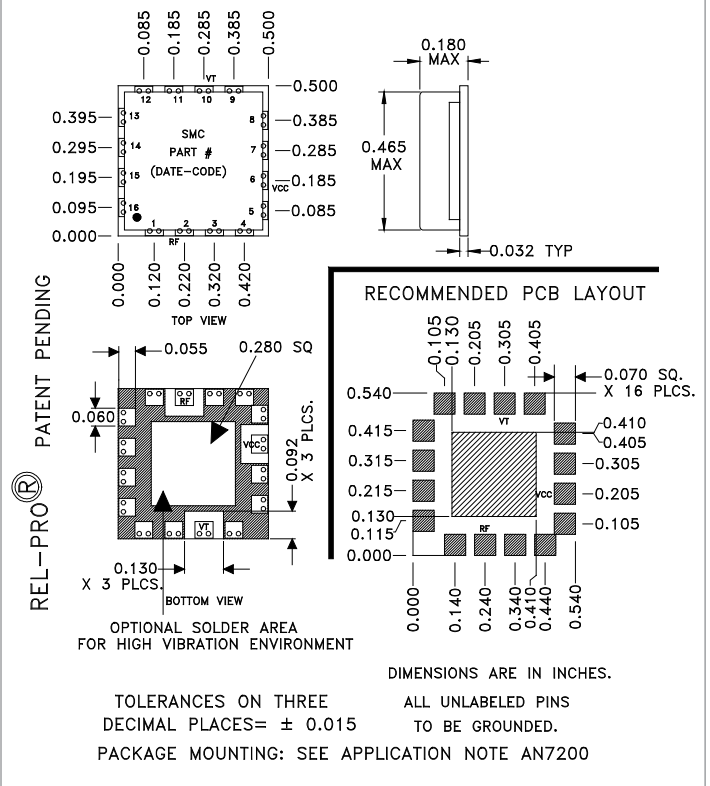 0.085
0.185
0.285
0.385
0.500
VT
12 11 10 9
0.500
0.395
13
8
0.385
SMC
PART #
(DATE-CODE)
0.295
14
7
0.285
0.195
15
6
VCC
0.185
0.095
16
5
0.085
0.000
1 2 3 4
RF
0.000
0.120
0.220
0.320
0.420
TOP VIEW
0.180
MAX
0.465
MAX
0.032 TYP
REL-PRO® PATENT PENDING
0.055
0.280 SQ
0.060
RF
VCC
VT
0.092
X 3 PLCS.
0.130
X 3 PLCS.
BOTTOM VIEW
OPTIONAL SOLDER AREA
FOR HIGH VIBRATION ENVIRONMENT
RECOMMENDED PCB LAYOUT
0.105
0.130
0.205
0.305
0.405
0.070 SQ.
X 16 PLCS.
0.540
VT
0.415
0.410
0.405
0.315
0.305
0.215
VCC
0.205
0.130
0.115
0.105
RF
0.000
0.000
0.140
0.240
0.340
0.410
0.440
0.540
DIMENSIONS ARE IN INCHES.
TOLERANCES ON THREE
DECIMAL PLACES= ± 0.015
ALL UNLABELED PINS
TO BE GROUNDED.
PACKAGE MOUNTING: SEE APPLICATION NOTE AN7200